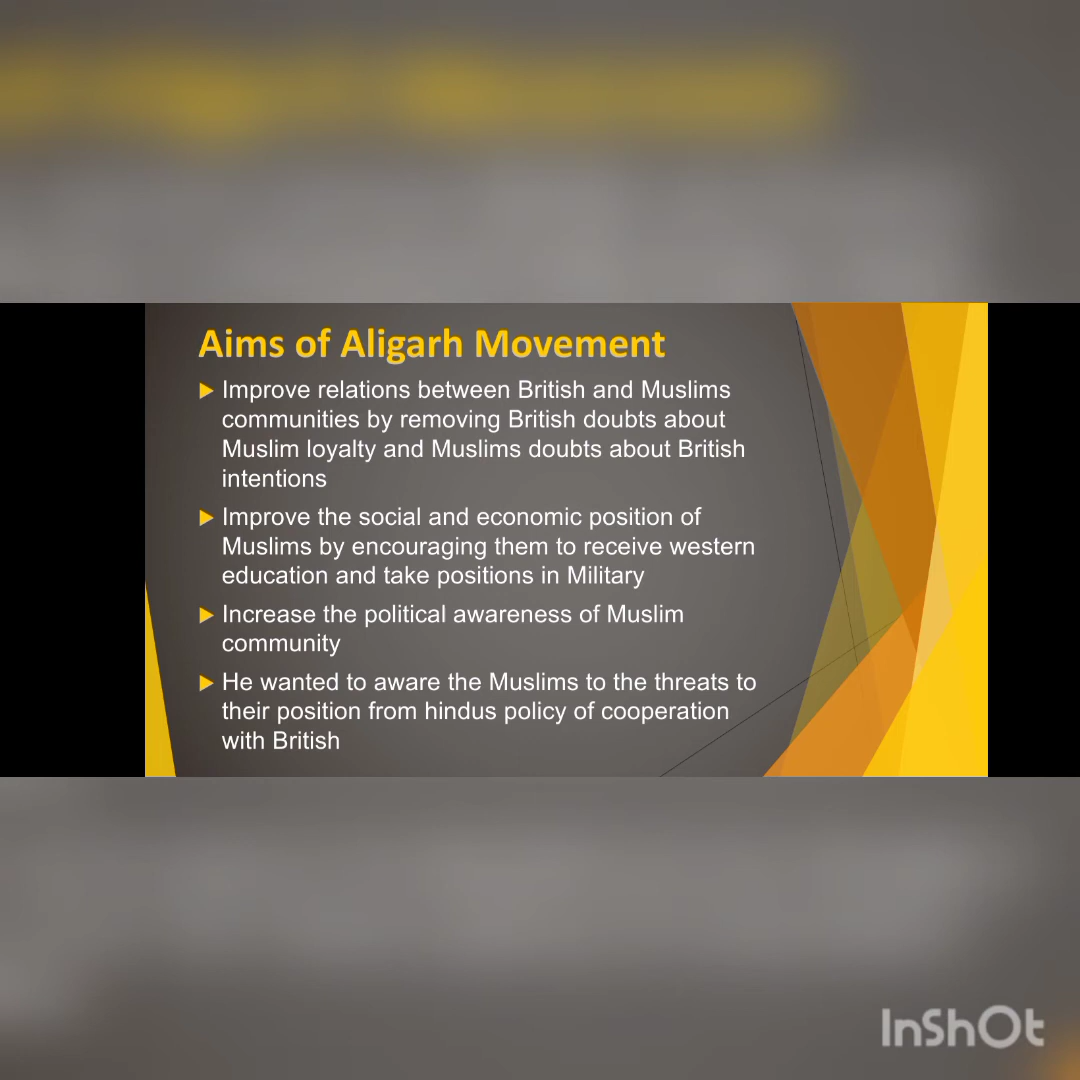 Aims of Aligarh Movement
Improve relations between British and Muslims
communities by removing British doubts about
Muslim loyalty and Muslims doubts about British
intentions
Improve the social and economic position of
Muslims by encouraging them to receive western
education and take positions in Military
Increase the political awareness of Muslim
community
He wanted to aware the Muslims to the threats to
their position from hindus policy of cooperation
with British
InShOt